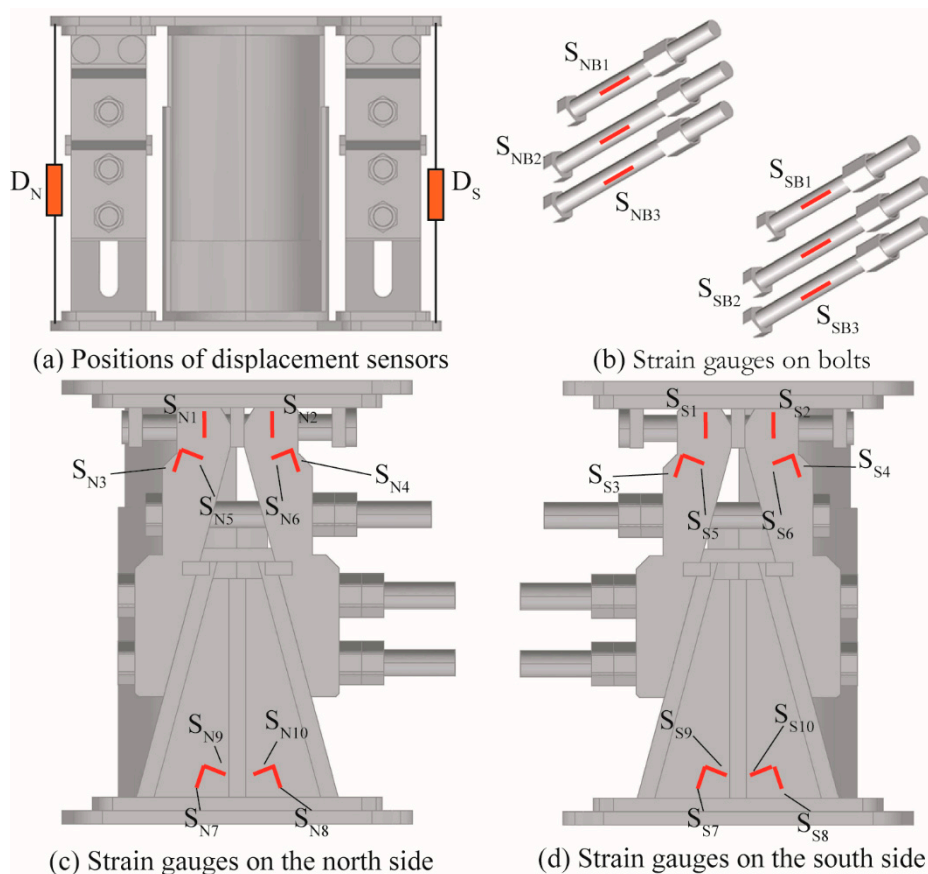 D_N
D_S
(a) Positions of displacement sensors
S_NB1
S_NB2
S_NB3
S_SB1
S_SB2
S_SB3
(b) Strain gauges on bolts
S_N1
S_N2
S_N3
S_N4
S_N5
S_N6
S_N9
S_N10
S_N7
S_N8
(c) Strain gauges on the north side
S_S1
S_S2
S_S3
S_S4
S_S5
S_S6
S_S9
S_S10
S_S7
S_S8
(d) Strain gauges on the south side